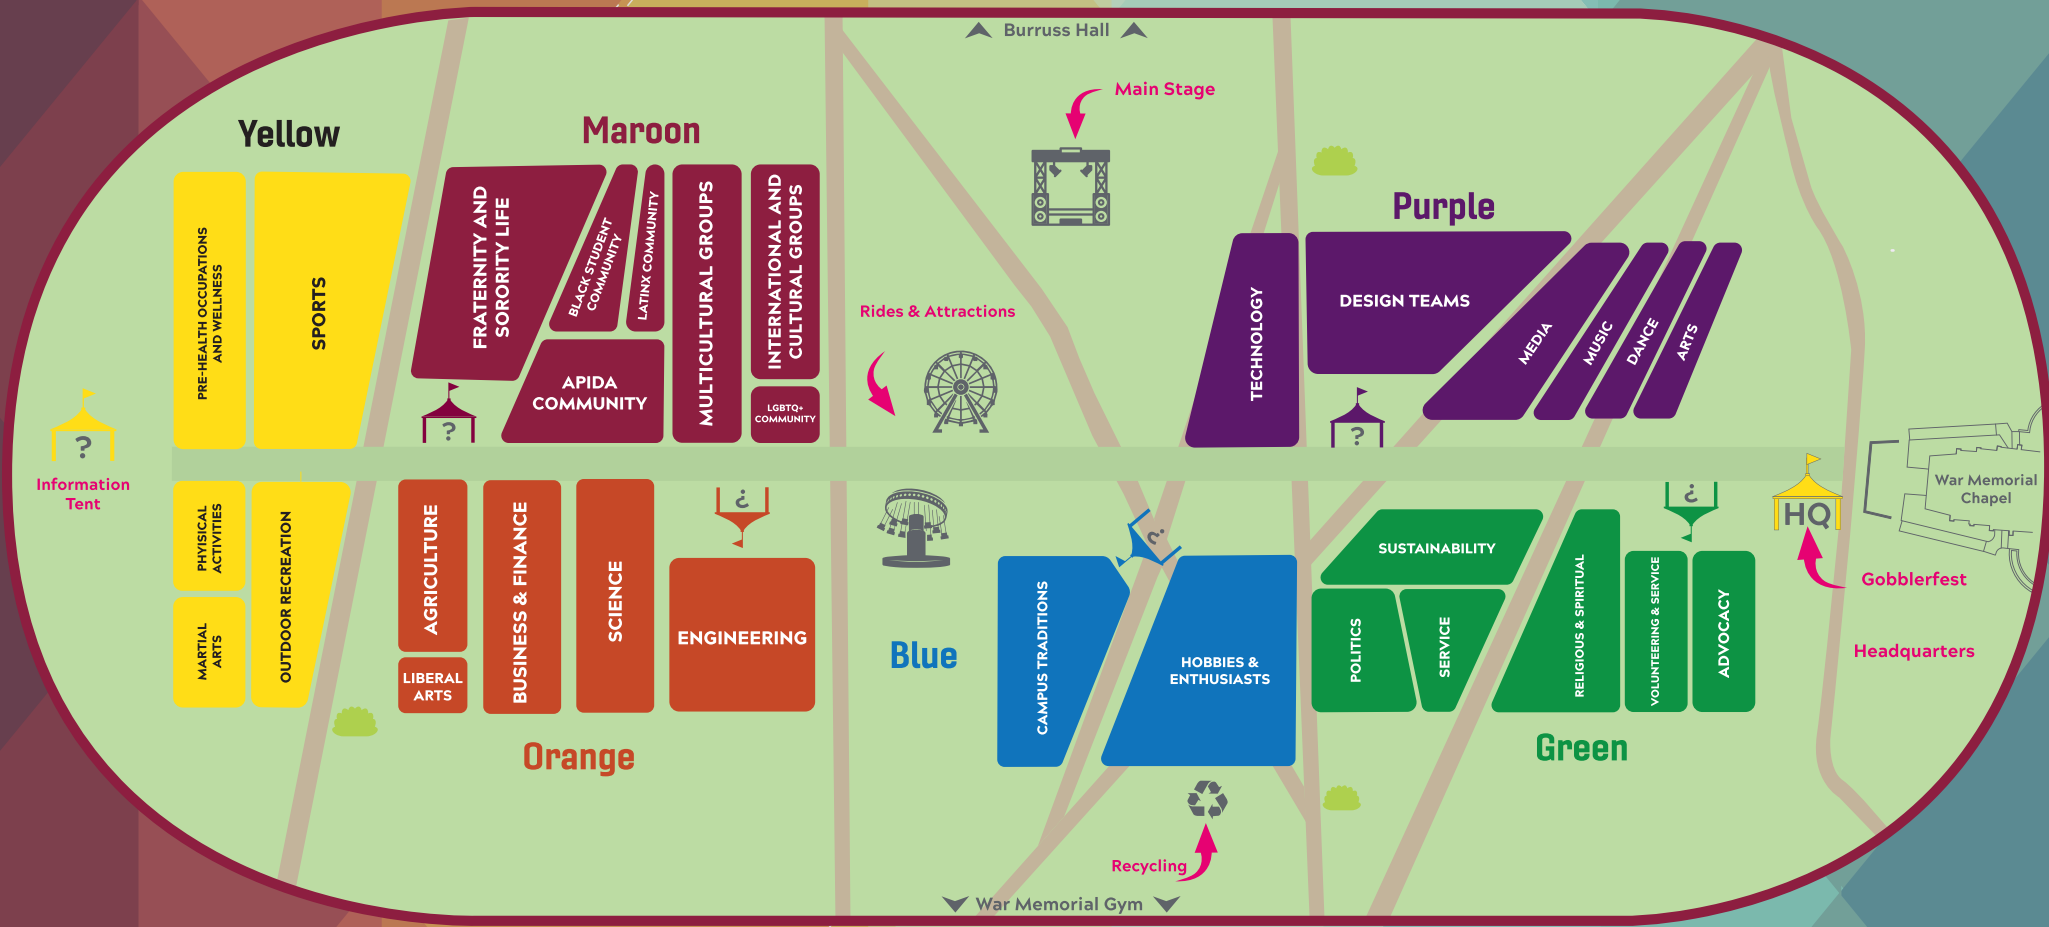 Burruss Hall
Main Stage
Yellow
Maroon
Purple
PRE-HEALTH OCCUPATIONS
AND WELLNESS
SPORTS
FRATERNITY AND
SORORITY LIFE
BLACK STUDENT
COMMUNITY
LATINX COMMUNITY
MULTICULTURAL GROUPS
INTERNATIONAL AND
CULTURAL GROUPS
APIDA
COMMUNITY
LGBTQ+
COMMUNITY
Rides & Attractions
TECHNOLOGY
DESIGN TEAMS
MEDIA
MUSIC
DANCE
ARTS
?
?
?
Information
Tent
PHYISICAL
ACTIVITIES
MARTIAL
ARTS
OUTDOOR RECREATION
AGRICULTURE
LIBERAL
ARTS
BUSINESS & FINANCE
SCIENCE
?
ENGINEERING
Orange
Blue
?
CAMPUS TRADITIONS
HOBBIES &
ENTHUSIASTS
SUSTAINABILITY
POLITICS
SERVICE
RELIGIOUS & SPIRITUAL
VOLUNTEERING & SERVICE
?
ADVOCACY
Green
HQ
War Memorial
Chapel
Gobblerfest
Headquarters
Recycling
War Memorial Gym